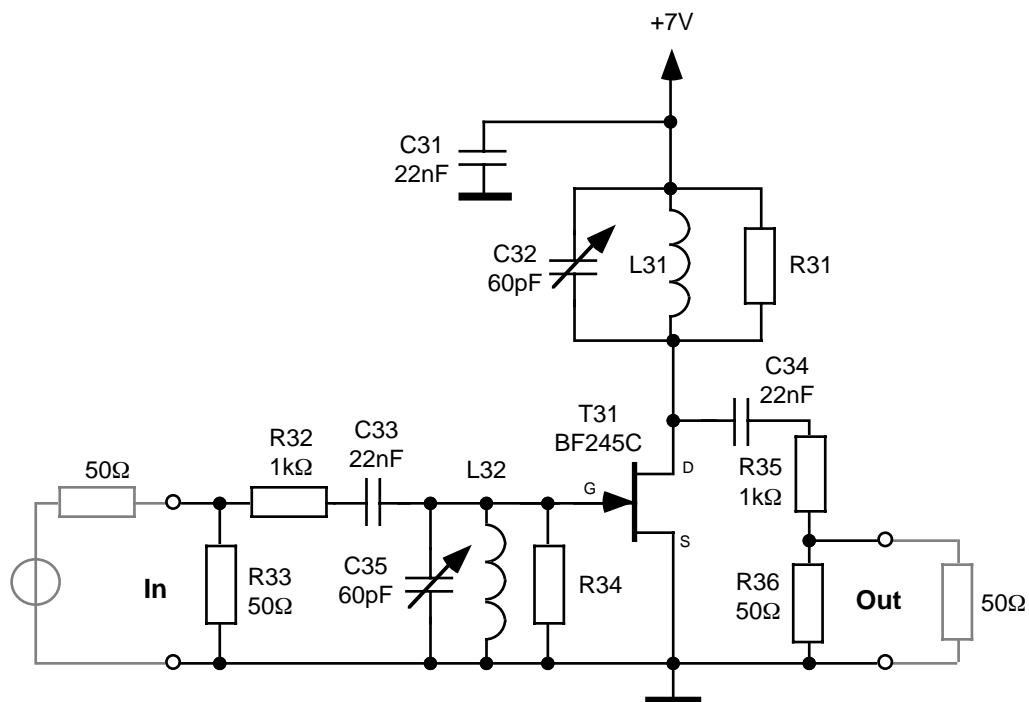 +7V
C31
22nF
C32
60pF
L31
R31
C34
22nF
T31
BF245C
R32
1kΩ
C33
22nF
L32
50Ω
G
D
S
R35
1kΩ
In
R33
50Ω
C35
60pF
R34
R36
50Ω
Out
50Ω